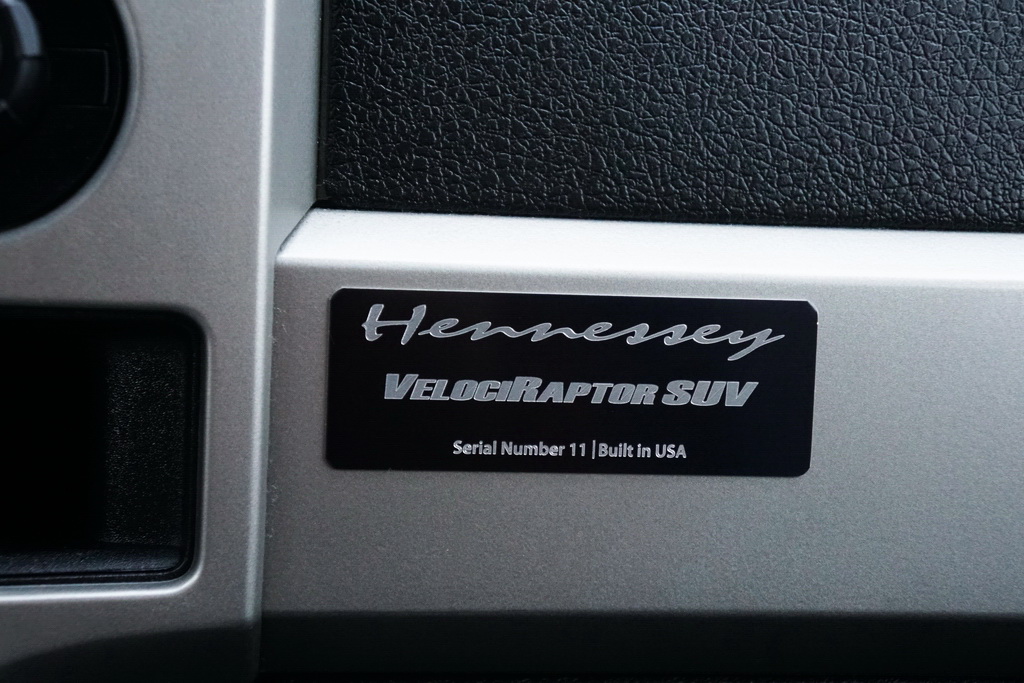 Hennessey
VELOCIRAPTOR SUV
Serial Number 11 | Built in USA